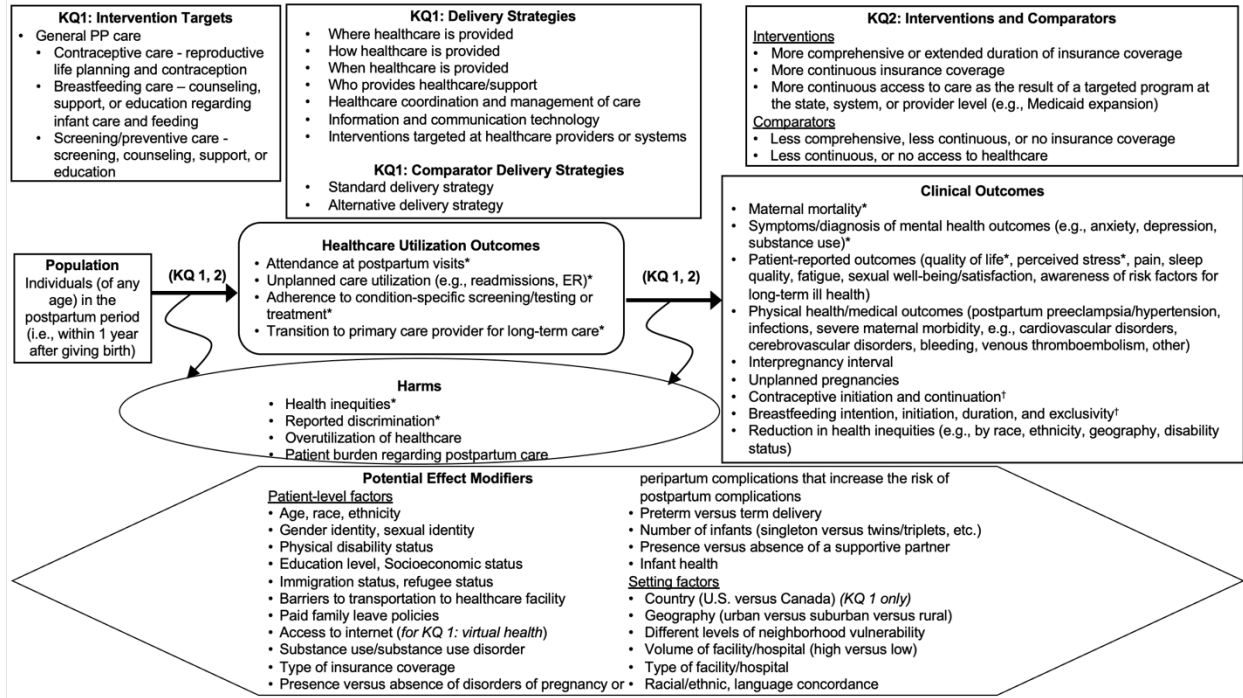 KQ1: Intervention Targets
• General PP care
• Contraceptive care - reproductive
life planning and contraception
• Breastfeeding care – counseling,
support, or education regarding
infant care and feeding
• Screening/preventive care -
screening, counseling, support, or
education
KQ1: Delivery Strategies
• Where healthcare is provided
• How healthcare is provided
• When healthcare is provided
• Who provides healthcare/support
• Healthcare coordination and management of care
• Information and communication technology
• Interventions targeted at healthcare providers or systems
KQ1: Comparator Delivery Strategies
• Standard delivery strategy
• Alternative delivery strategy
KQ2: Interventions and Comparators
Interventions
• More comprehensive or extended duration of insurance coverage
• More continuous insurance coverage
• More continuous access to care as the result of a targeted program at
the state, system, or provider level (e.g., Medicaid expansion)
Comparators
• Less comprehensive, less continuous, or no insurance coverage
• Less continuous, or no access to healthcare
Population
Individuals (of any
age) in the
postpartum period
(i.e., within 1 year
after giving birth)
(KQ 1, 2)
Healthcare Utilization Outcomes
• Attendance at postpartum visits*
• Unplanned care utilization (e.g., readmissions, ER)*
• Adherence to condition-specific screening/testing or
treatment*
• Transition to primary care provider for long-term care*
(KQ 1, 2)
Clinical Outcomes
• Maternal mortality*
• Symptoms/diagnosis of mental health outcomes (e.g., anxiety, depression,
substance use)*
• Patient-reported outcomes (quality of life*, perceived stress*, pain, sleep
quality, fatigue, sexual well-being/satisfaction, awareness of risk factors for
long-term ill health)
• Physical health/medical outcomes (postpartum preeclampsia/hypertension,
infections, severe maternal morbidity, e.g., cardiovascular disorders,
cerebrovascular disorders, bleeding, venous thromboembolism, other)
• Interpregnancy interval
• Unplanned pregnancies
• Contraceptive initiation and continuation†
• Breastfeeding intention, initiation, duration, and exclusivity†
• Reduction in health inequities (e.g., by race, ethnicity, geography, disability
status)
Harms
• Health inequities*
• Reported discrimination*
• Overutilization of healthcare
• Patient burden regarding postpartum care
Potential Effect Modifiers
Patient-level factors
• Age, race, ethnicity
• Gender identity, sexual identity
• Physical disability status
• Education level, Socioeconomic status
• Immigration status, refugee status
• Barriers to transportation to healthcare facility
• Paid family leave policies
• Access to internet (for KQ 1: virtual health)
• Substance use/substance use disorder
• Type of insurance coverage
• Presence versus absence of disorders of pregnancy or
peripartum complications that increase the risk of
postpartum complications
• Preterm versus term delivery
• Number of infants (singleton versus twins/triplets, etc.)
• Presence versus absence of a supportive partner
• Infant health
Setting factors
• Country (U.S. versus Canada) (KQ 1 only)
• Geography (urban versus suburban versus rural)
• Different levels of neighborhood vulnerability
• Volume of facility/hospital (high versus low)
• Type of facility/hospital
• Racial/ethnic, language concordance